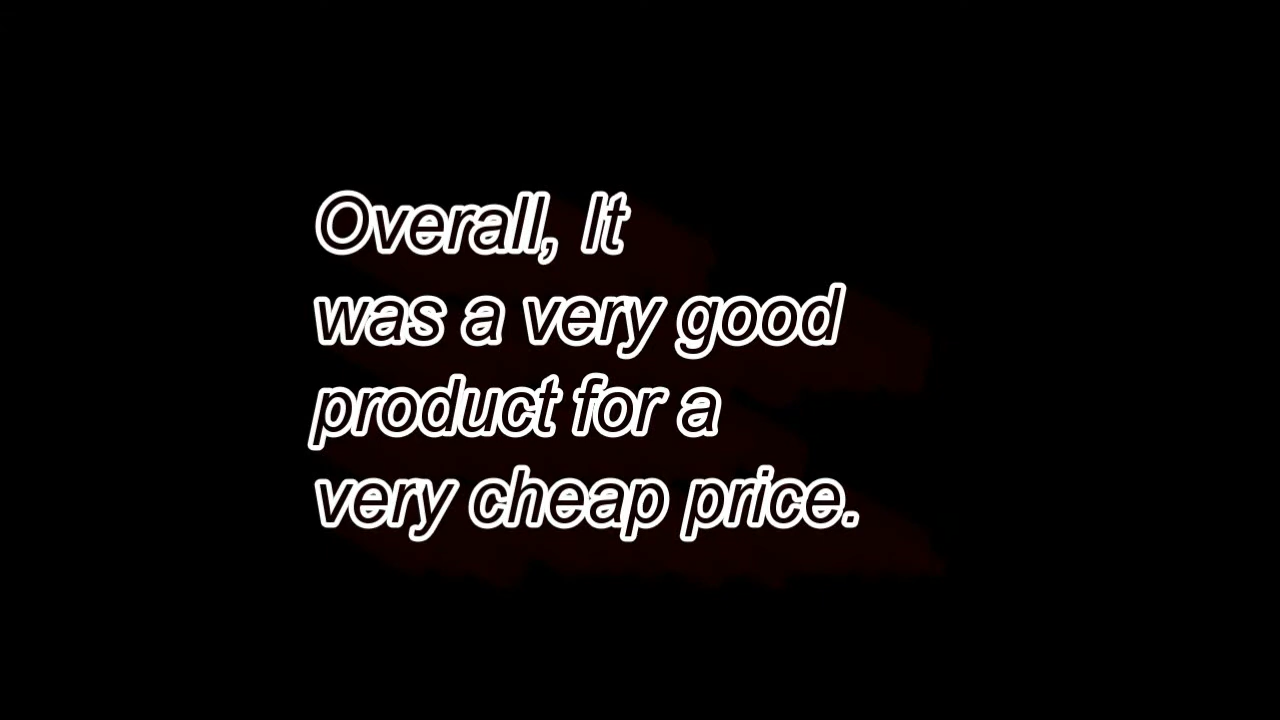 Overall, It
was a very good
product for a
very cheap price.